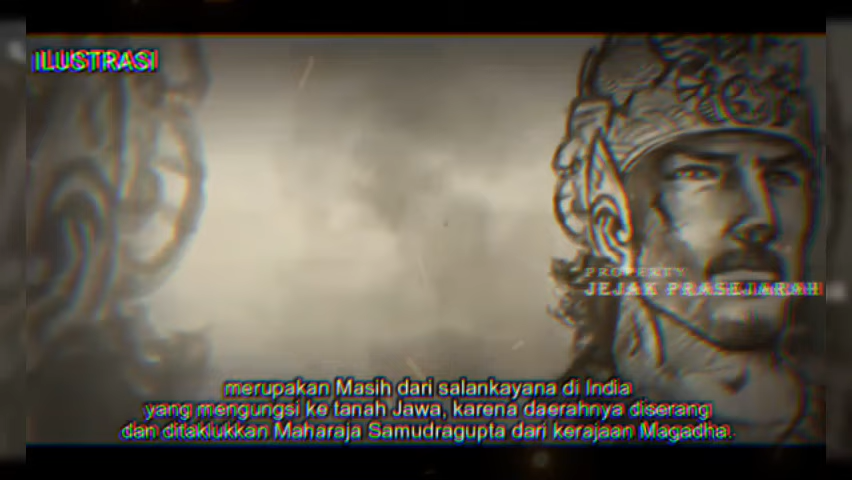 ILUSTRASI
PROPERTY
JEJAK PRASEJARAH
merupakan Masih dari salankayana di India
yang mengungsi ke tanah Jawa, karena daerahnya diserang
dan ditaklukkan Maharaja Samudragupta dari kerajaan Magadha.